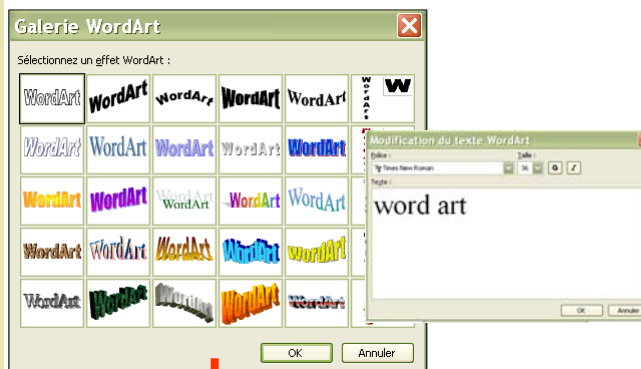 Galerie WordArt
Sélectionnez un effet WordArt :
WordArt WordArt WordArt WordArt WordArt WordArt W
WordArt WordArt WordArt WordArt WordArt
WordArt WordArt WordArt WordArt WordArt
WordArt WordArt WordArt WordArt WordArt
WordArt WordArt WordArt WordArt WordArt
OK Annuler
Modification du texte WordArt
Police : Taille :
Times New Roman 36 G I
Texte :
word art
OK Annuler